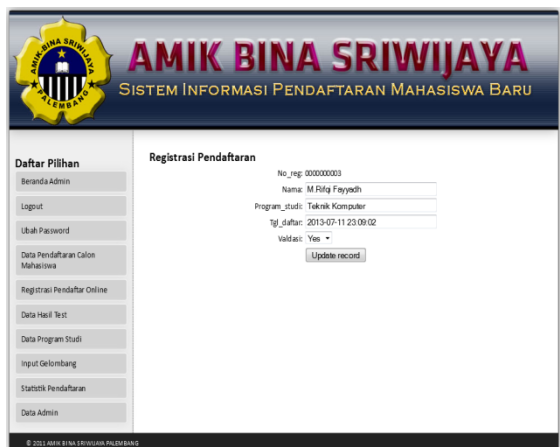 AMIK BINA SRIWIJAYA
PALEMBANG
AMIK BINA SRIWIJAYA
SISTEM INFORMASI PENDAFTARAN MAHASISWA BARU
Daftar Pilihan
Beranda Admin
Logout
Ubah Password
Data Pendaftaran Calon
Mahasiswa
Registrasi Pendaftar Online
Data Hasil Test
Data Program Studi
Input Gelombang
Statistik Pendaftaran
Data Admin
Registrasi Pendaftaran
No_reg: 0000000003
Nama: M.Rifqi Fayyadh
Program_studi: Teknik Komputer
Tgl_daftar: 2013-07-11 23:09:02
Valdasi: Yes
Update record
© 2011 AMIK BINA SRIWIJAYA PALEMBANG